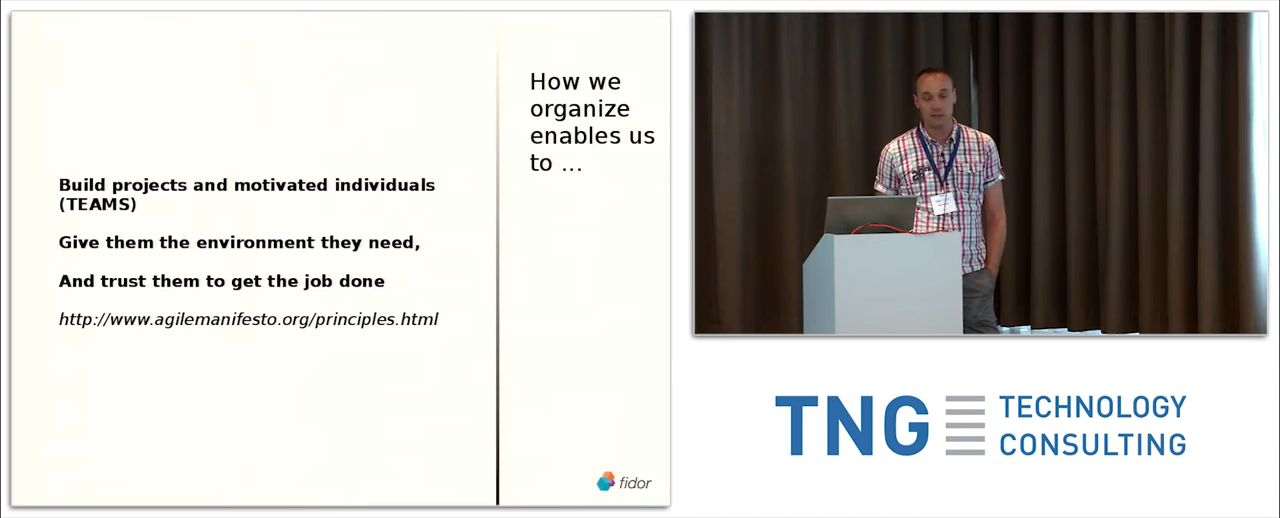 Build projects and motivated individuals
(TEAMS)
Give them the environment they need,
And trust them to get the job done
http://www.agilemanifesto.org/principles.html
How we
organize
enables us
to ...
fidor
TNG
TECHNOLOGY
CONSULTING